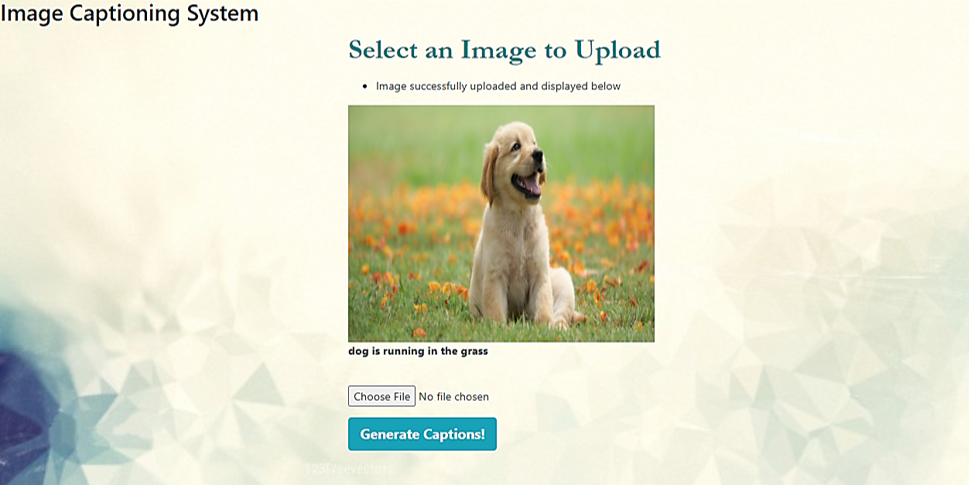 Image Captioning System
Select an Image to Upload
Image successfully uploaded and displayed below
dog is running in the grass
Choose File No file chosen
Generate Captions!